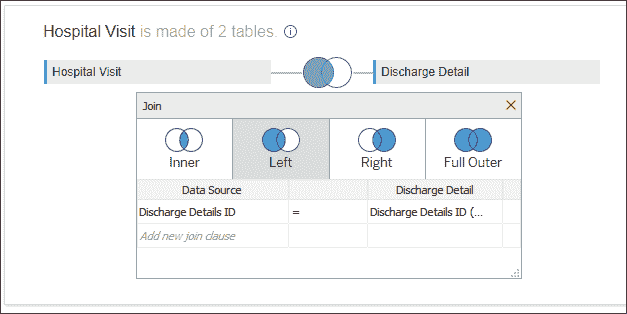 Hospital Visit is made of 2 tables.
Hospital Visit Discharge Detail
Join
Inner Left Right Full Outer
Data Source Discharge Detail
Discharge Details ID = Discharge Details ID (...
Add new join clause